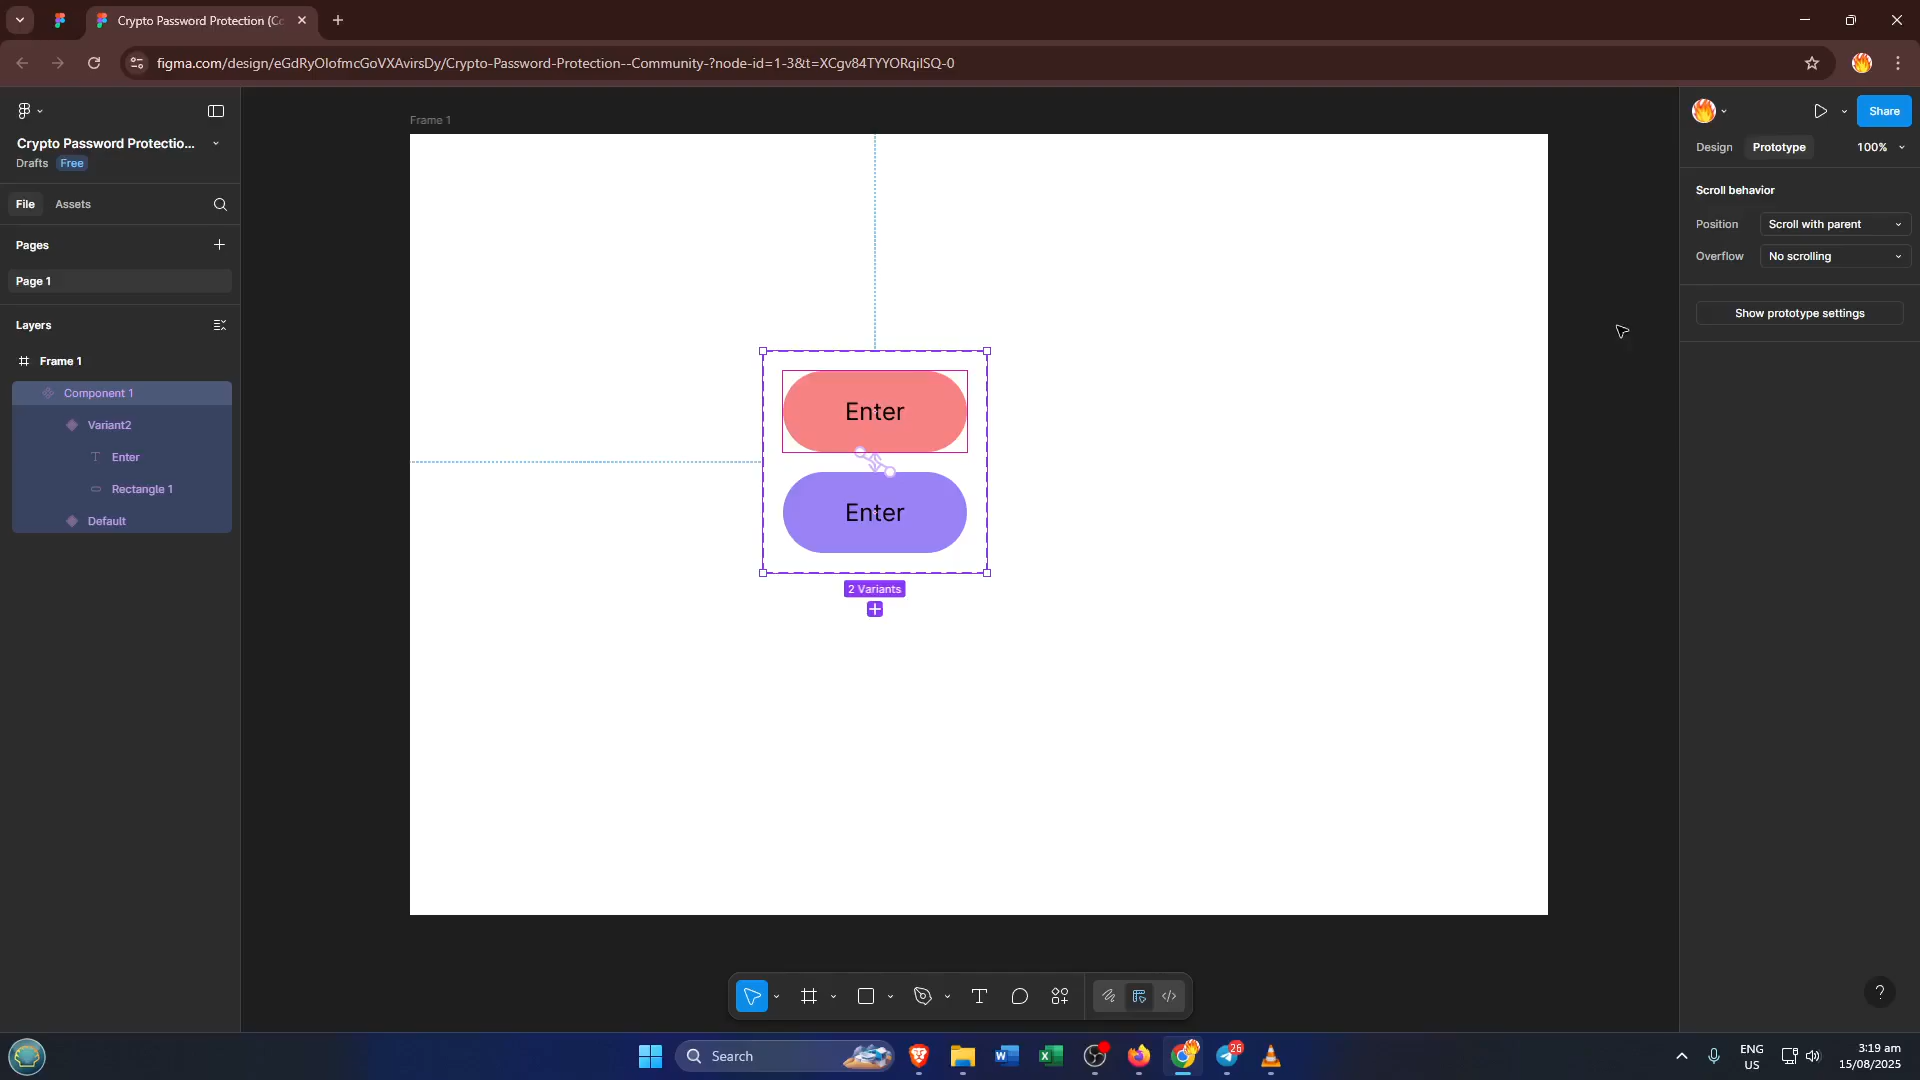 Crypto Password Protection (Co
figma.com/design/eGdRyOlofmcGoVXAvirsDy/Crypto-Password-Protection--Community-?node-id=1-3&t=XCgv84TYYORqilSQ-0
Crypto Password Protectio...
Drafts Free
File Assets
Pages
Page 1
Layers
Frame 1
Component 1
Variant2
Enter
Rectangle 1
Default
Frame 1
Enter
Enter
2 Variants
Share
Design Prototype 100%
Scroll behavior
Position Scroll with parent
Overflow No scrolling
Show prototype settings
?
Search
26
ENG
US
3:19 am
15/08/2025